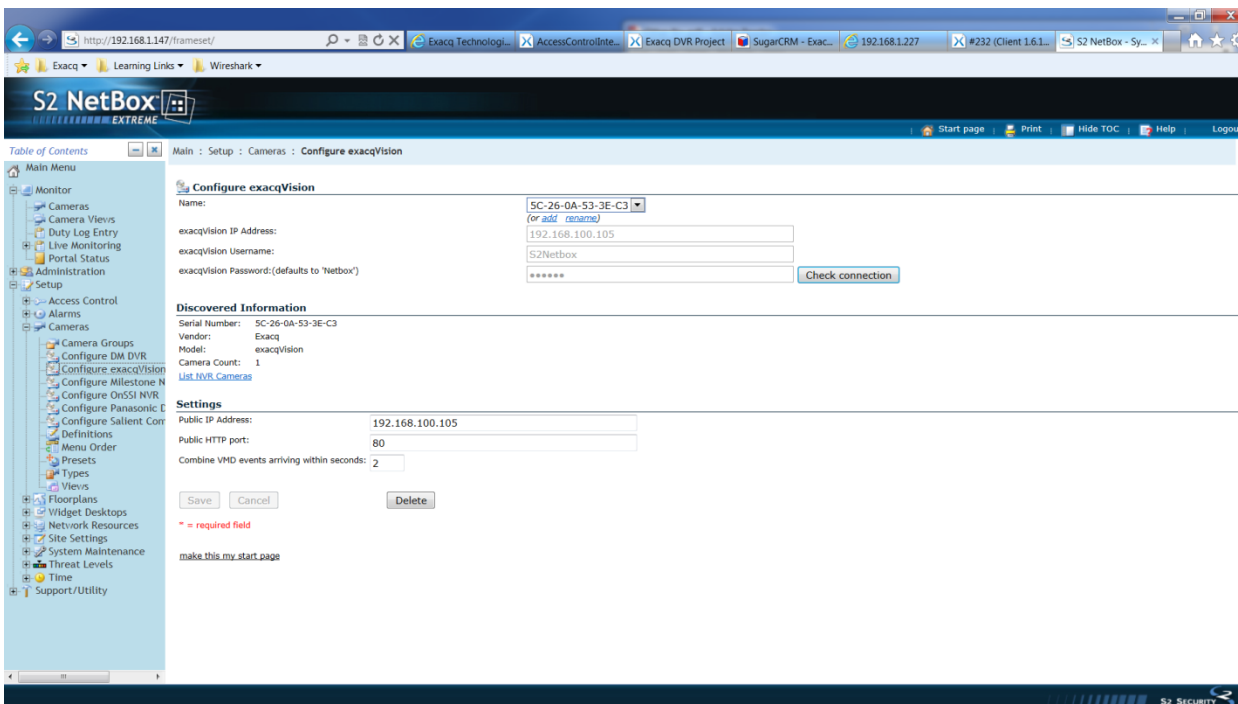 http://192.168.1.147/frameset/
Exacq Technologi...
AccessControlInte...
Exacq DVR Project
SugarCRM - Exac...
192.168.1.227
#232 (Client 1.6.1...
S2 NetBox - Sy...
Exacq
Learning Links
Wireshark
S2 NetBox
EXTREME
Start page
Print
Hide TOC
Help
Logou
Table of Contents
Main : Setup : Cameras : Configure exacqVision
Main Menu
Monitor
Cameras
Camera Views
Duty Log Entry
Live Monitoring
Portal Status
Administration
Setup
Access Control
Alarms
Cameras
Camera Groups
Configure DM DVR
Configure exacqVision
Configure Milestone N
Configure OnSSI NVR
Configure Panasonic D
Configure Salient Com
Definitions
Menu Order
Presets
Types
Views
Floorplans
Widget Desktops
Network Resources
Site Settings
System Maintenance
Threat Levels
Time
Support/Utility
Configure exacqVision
Name:
5C-26-0A-53-3E-C3
(or add rename)
exacqVision IP Address:
192.168.100.105
exacqVision Username:
S2Netbox
exacqVision Password:(defaults to 'Netbox')
******
Check connection
Discovered Information
Serial Number: 5C-26-0A-53-3E-C3
Vendor: Exacq
Model: exacqVision
Camera Count: 1
List NVR Cameras
Settings
Public IP Address:
192.168.100.105
Public HTTP port:
80
Combine VMD events arriving within seconds:
2
Save
Cancel
Delete
* = required field
make this my start page
S2 SECURITY